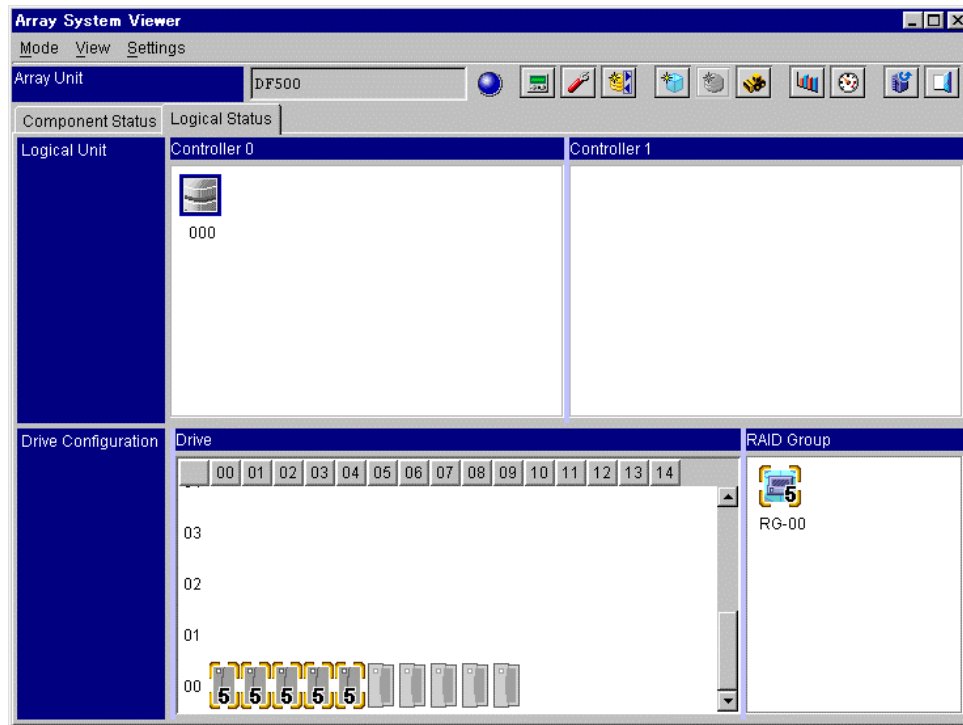 Array System Viewer
Mode View Settings
Array Unit DF500
Component Status Logical Status
Logical Unit Controller 0 Controller 1
000
Drive Configuration Drive RAID Group
00 01 02 03 04 05 06 07 08 09 10 11 12 13 14
5
RG-00
03
02
01
00 5 5 5 5 5